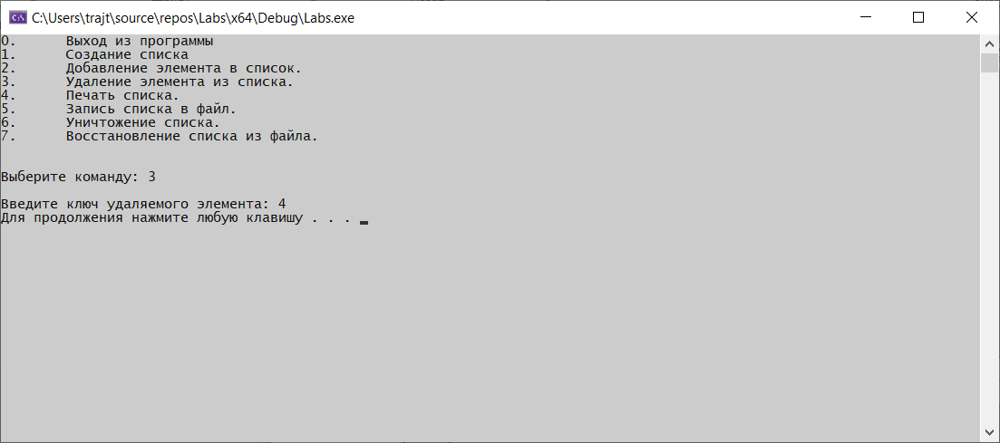 C:\Users\trajt\source\repos\Labs\x64\Debug\Labs.exe
0. Выход из программы
1. Создание списка
2. Добавление элемента в список.
3. Удаление элемента из списка.
4. Печать списка.
5. Запись списка в файл.
6. Уничтожение списка.
7. Восстановление списка из файла.
Выберите команду: 3
Введите ключ удаляемого элемента: 4
Для продолжения нажмите любую клавишу . . .